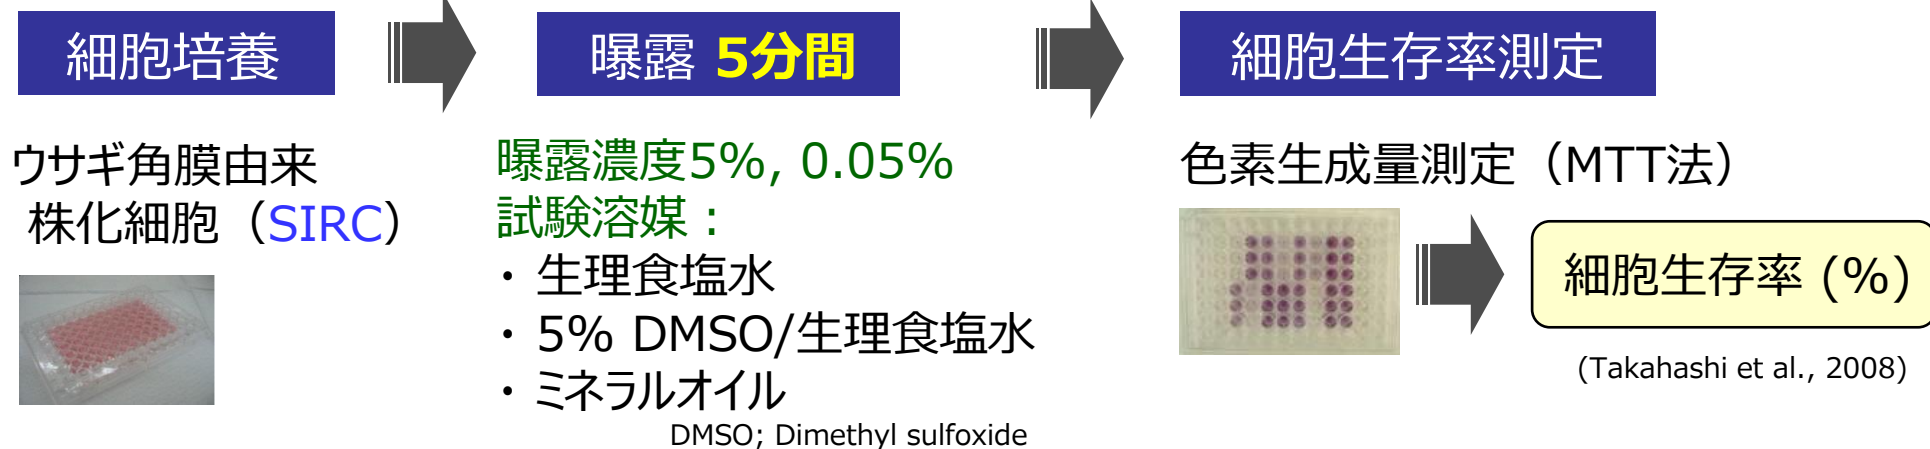 細胞培養
曝露 5分間
細胞生存率測定
ウサギ角膜由来
株化細胞（SIRC）
曝露濃度5%, 0.05%
試験溶媒：
・生理食塩水
・5% DMSO/生理食塩水
・ミネラルオイル
DMSO; Dimethyl sulfoxide
色素生成量測定（MTT法）
細胞生存率 (%)
(Takahashi et al., 2008)